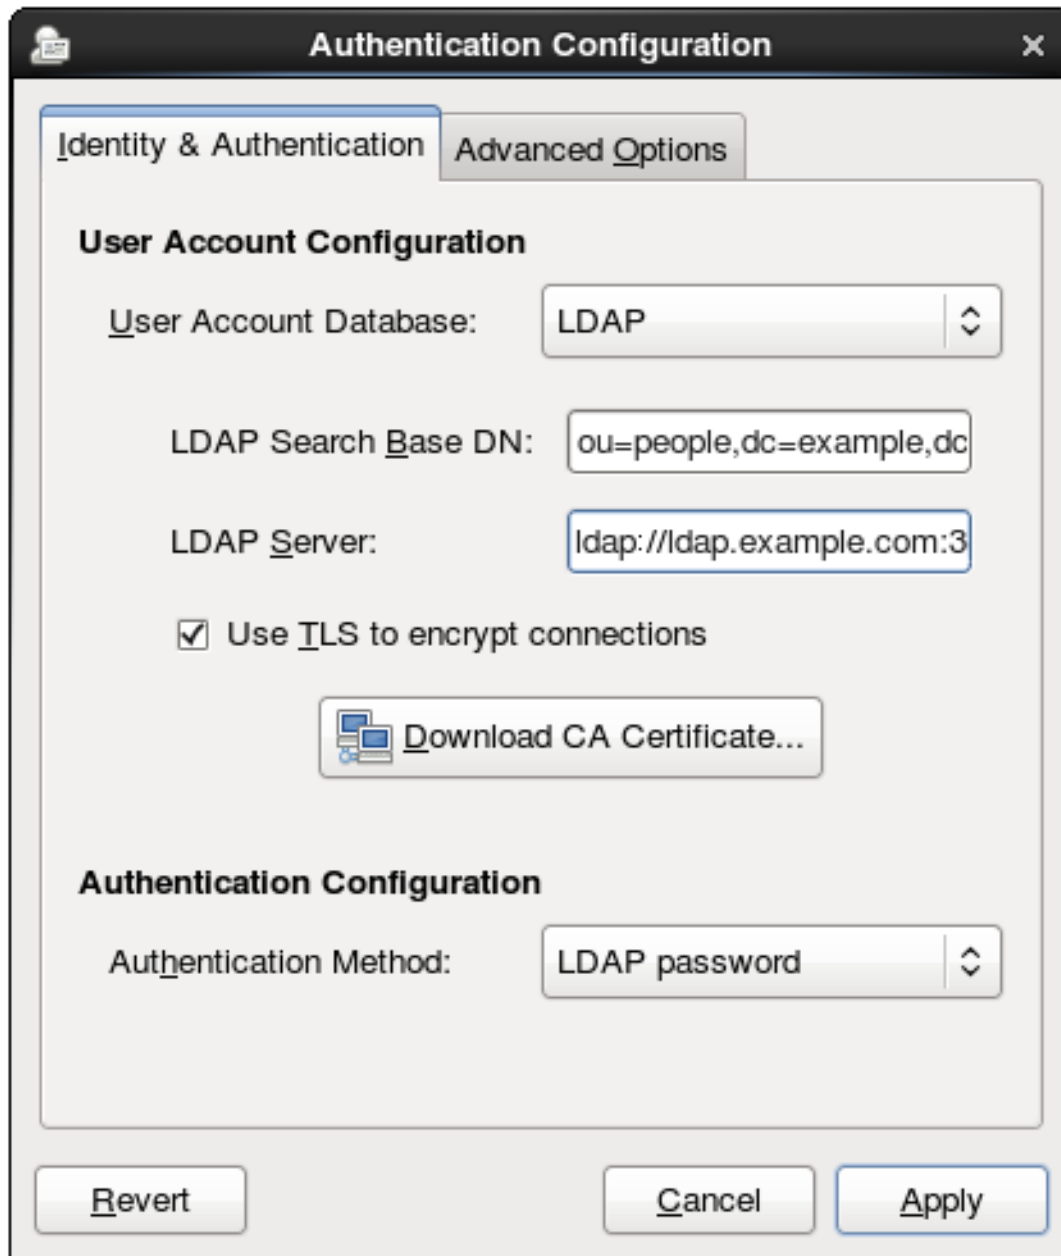 Authentication Configuration
Identity & Authentication
Advanced Options
User Account Configuration
User Account Database: LDAP
LDAP Search Base DN: ou=people,dc=example,dc
LDAP Server: ldap://ldap.example.com:3
Use TLS to encrypt connections
Download CA Certificate...
Authentication Configuration
Authentication Method: LDAP password
Revert Cancel Apply